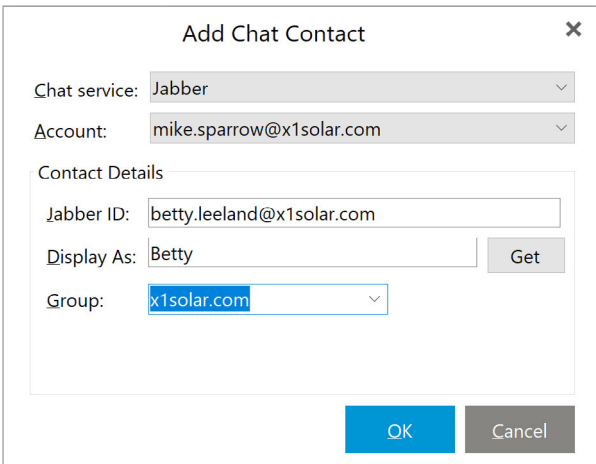 Add Chat Contact
Chat service: Jabber
Account: mike.sparrow@x1solar.com
Contact Details
Jabber ID: betty.leeland@x1solar.com
Display As: Betty Get
Group: x1solar.com
OK Cancel